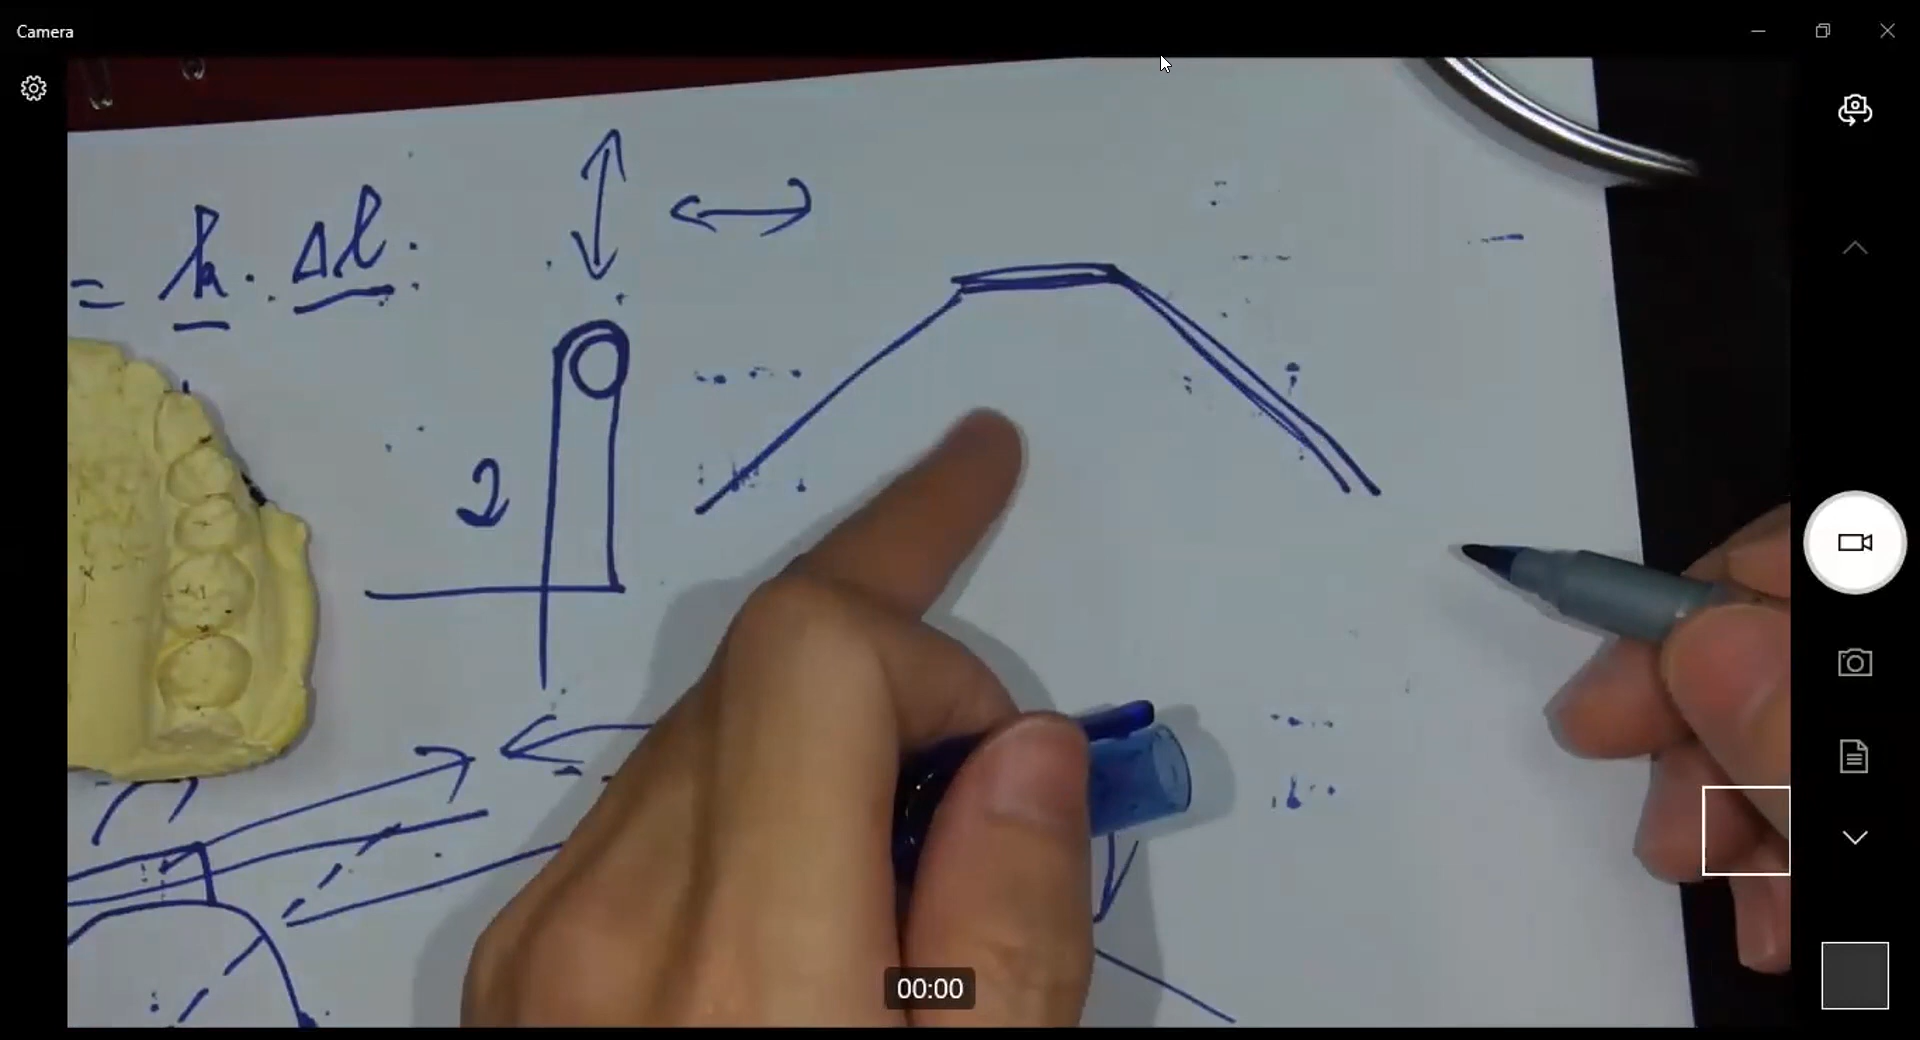 Camera
= k . Δl .
2
00:00